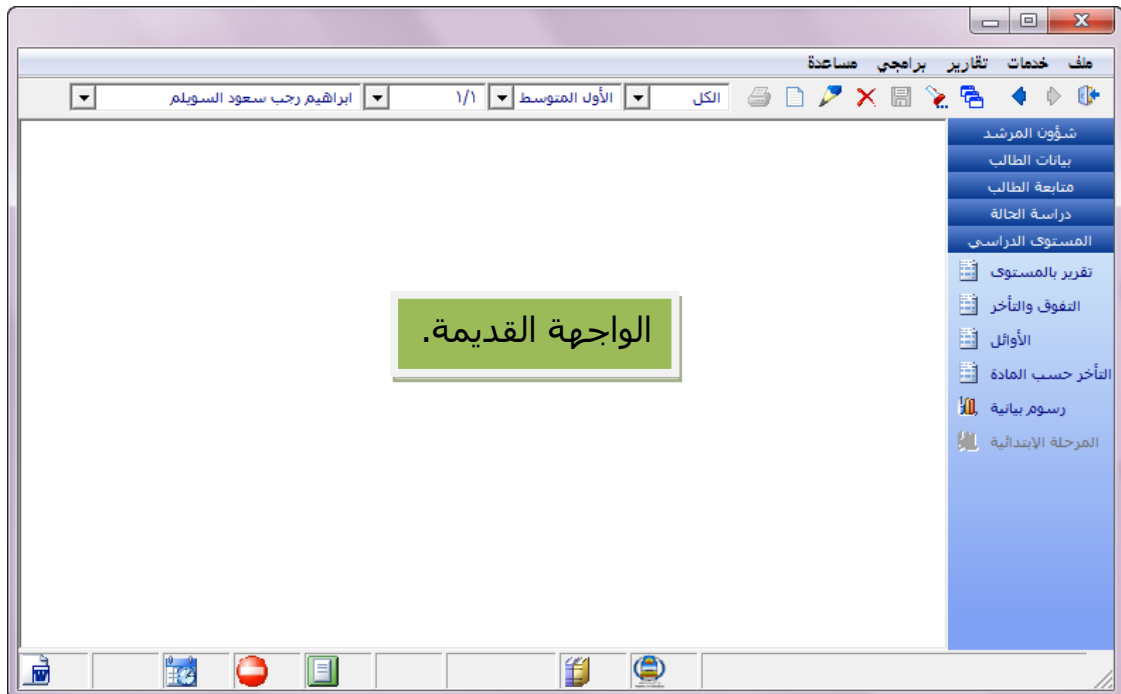 ملف خدمات تقارير برامجي مساعدة
الكل الأول المتوسط ١/١ ابراهيم رجب سعود السويلم
شؤون المرشد
بيانات الطالب
متابعة الطالب
دراسة الحالة
المستوى الدراسي
تقرير بالمستوى
التفوق والتأخر
الأوائل
التأخر حسب المادة
رسوم بيانية
المرحلة الإبتدائية
الواجهة القديمة.